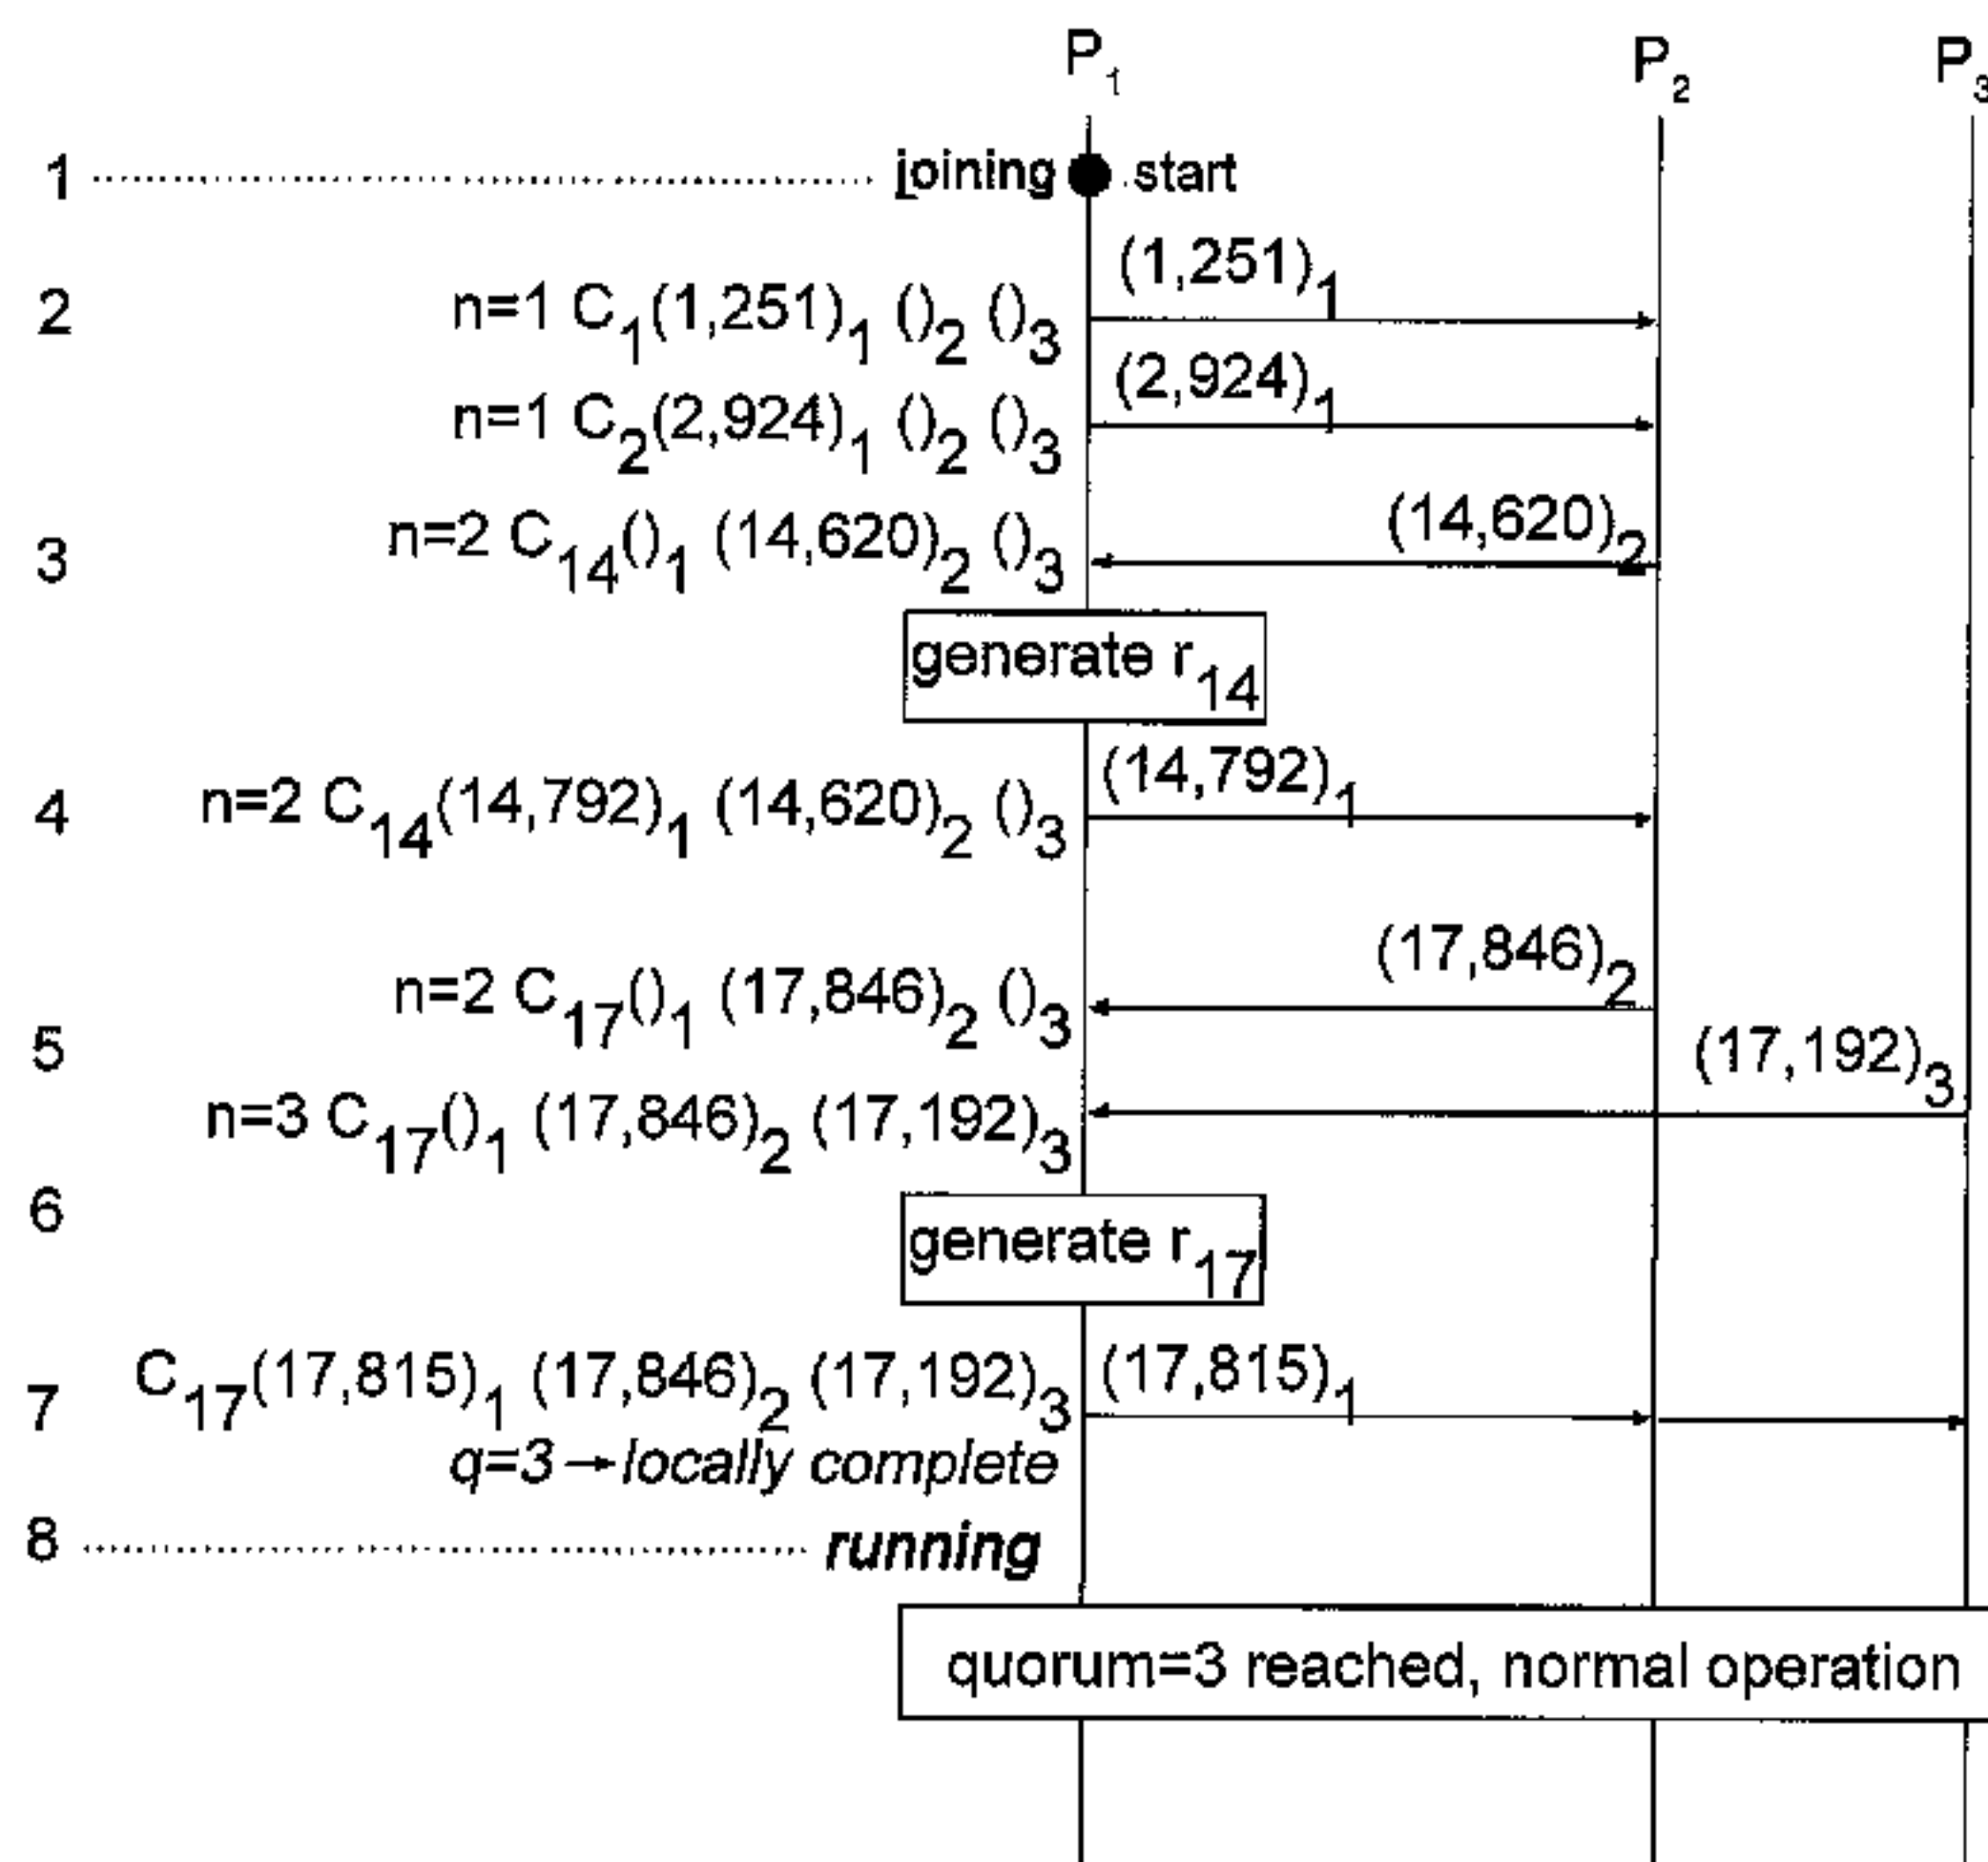 P1 P2 P3
1 joining start
(1,251)1
2 n=1 C1(1,251)1 ()2 ()3
(2,924)1
n=1 C2(2,924)1 ()2 ()3
(14,620)2
3 n=2 C14()1 (14,620)2 ()3
generate r14
(14,792)1
4 n=2 C14(14,792)1 (14,620)2 ()3
(17,846)2
n=2 C17()1 (17,846)2 ()3
5 (17,192)3
n=3 C17()1 (17,846)2 (17,192)3
6 generate r17
7 C17(17,815)1 (17,846)2 (17,192)3 (17,815)1
q=3→locally complete
8 running
quorum=3 reached, normal operation